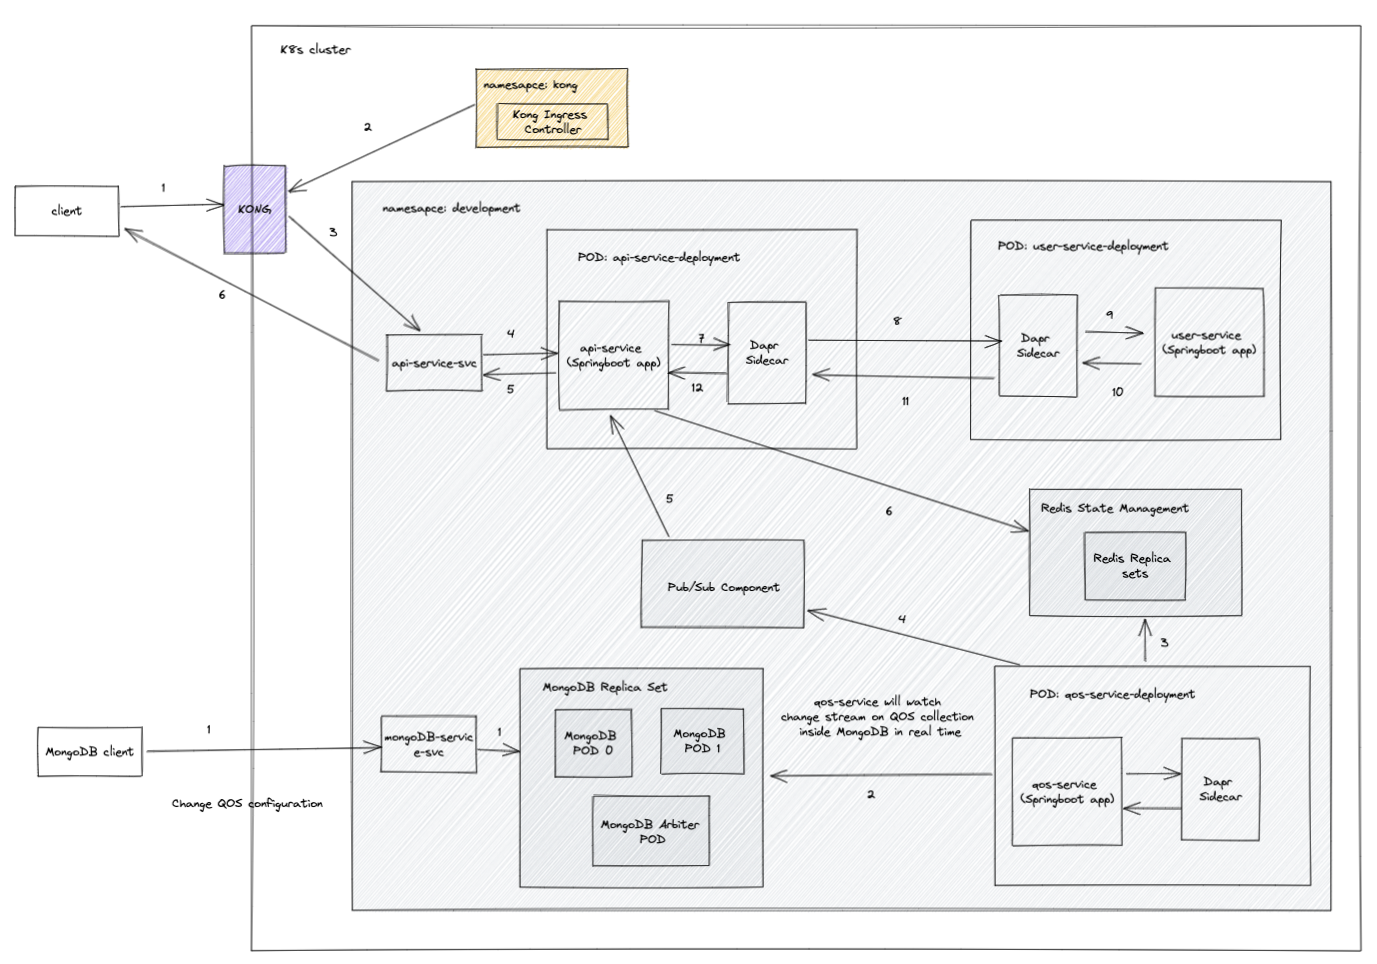 K8s cluster
namesapce: kong
Kong Ingress
Controller
2
1
client
KONG
3
6
namesapce: development
POD: api-service-deployment
POD: user-service-deployment
api-service-svc
4
5
api-service
(Springboot app)
7
12
Dapr
Sidecar
8
11
Dapr
Sidecar
9
10
user-service
(Springboot app)
5
6
Redis State Management
Redis Replica
sets
Pub/Sub Component
4
3
MongoDB client
1
Change QOS configuration
mongoDB-servic
e-svc
1
MongoDB Replica Set
MongoDB
POD 0
MongoDB
POD 1
MongoDB Arbiter
POD
qos-service will watch
change stream on QOS collection
inside MongoDB in real time
2
POD: qos-service-deployment
qos-service
(Springboot app)
Dapr
Sidecar